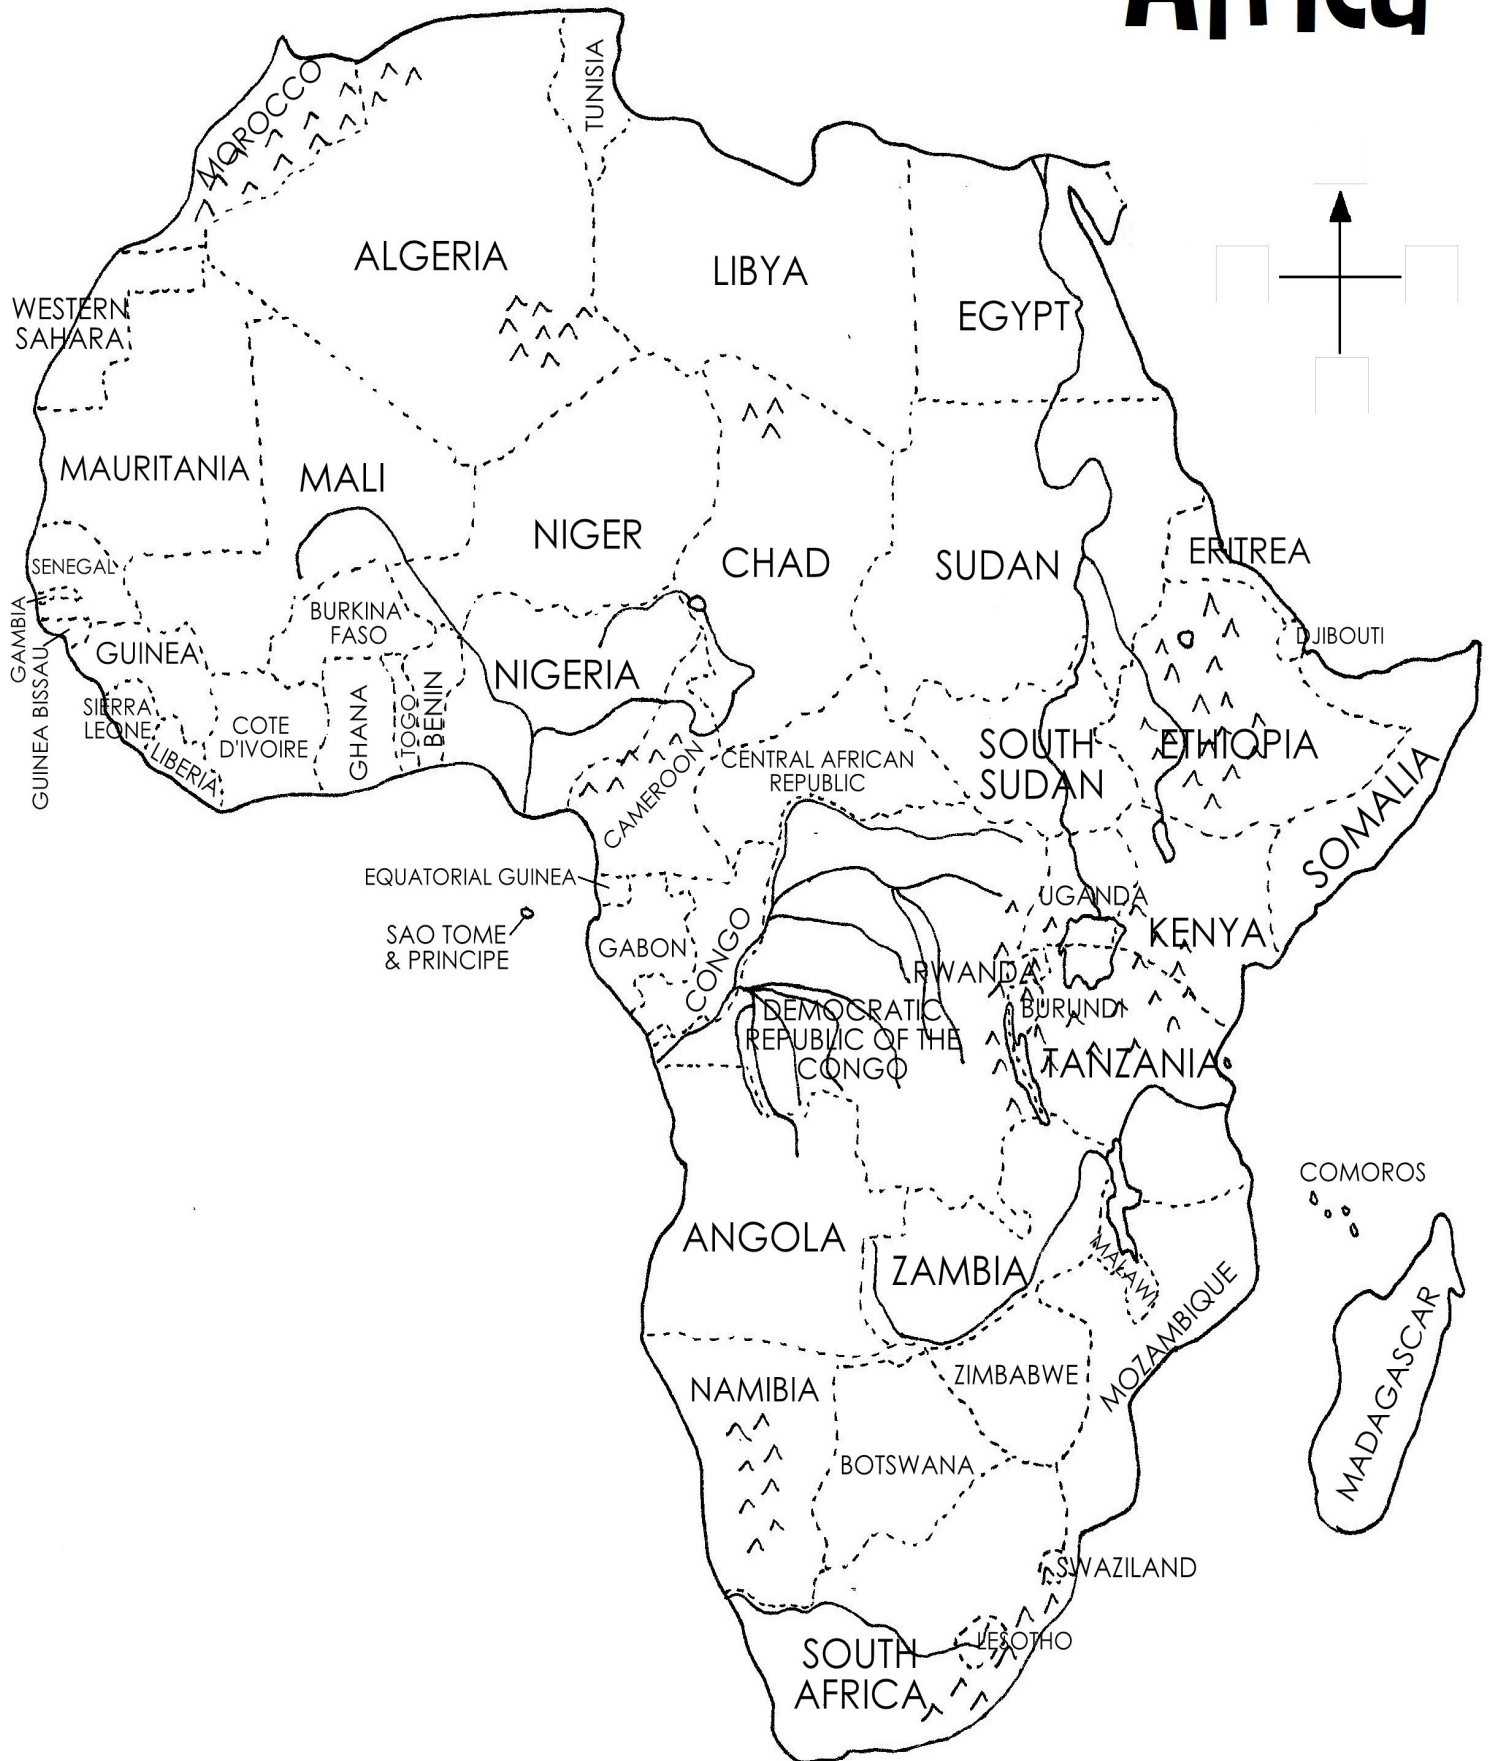 Africa
TUNISIA
MOROCCO
ALGERIA
LIBYA
EGYPT
WESTERN
SAHARA
MAURITANIA
MALI
NIGER
CHAD
SUDAN
ERITREA
SENEGAL
GAMBIA
BURKINA
FASO
DJIBOUTI
GUINEA BISSAU
GUINEA
NIGERIA
SIERRA
LEONE
LIBERIA
COTE
D'IVOIRE
GHANA
TOGO
BENIN
CENTRAL AFRICAN
REPUBLIC
SOUTH
SUDAN
ETHIOPIA
SOMALIA
CAMEROON
EQUATORIAL GUINEA
UGANDA
KENYA
SAO TOME
& PRINCIPE
GABON
CONGO
RWANDA
BURUNDI
DEMOCRATIC
REPUBLIC OF THE
CONGO
TANZANIA
COMOROS
ANGOLA
ZAMBIA
MALAWI
MOZAMBIQUE
MADAGASCAR
NAMIBIA
ZIMBABWE
BOTSWANA
SWAZILAND
LESOTHO
SOUTH
AFRICA